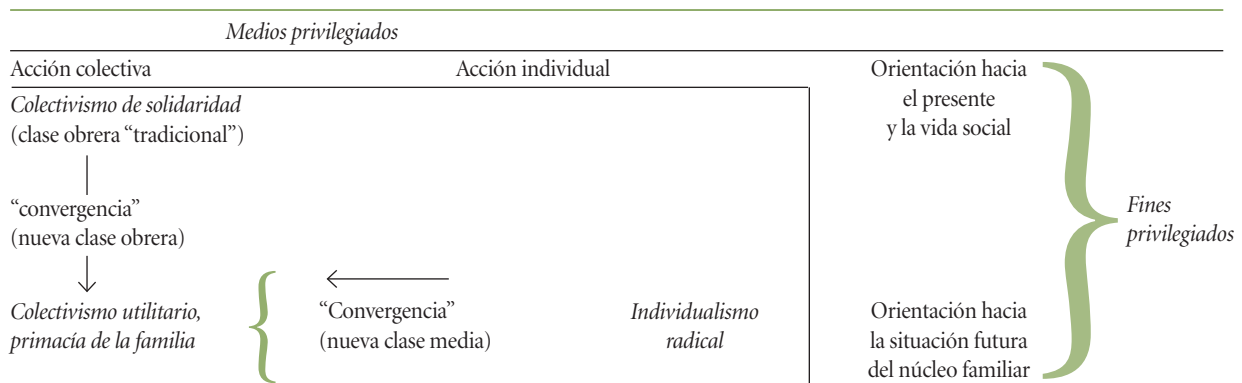 Medios privilegiados
Acción colectiva
Acción individual
Orientación hacia
el presente
y la vida social
Colectivismo de solidaridad
(clase obrera “tradicional”)
“convergencia”
(nueva clase obrera)
Fines
privilegiados
Colectivismo utilitario,
primacía de la familia
“Convergencia”
(nueva clase media)
Individualismo
radical
Orientación hacia
la situación futura
del núcleo familiar